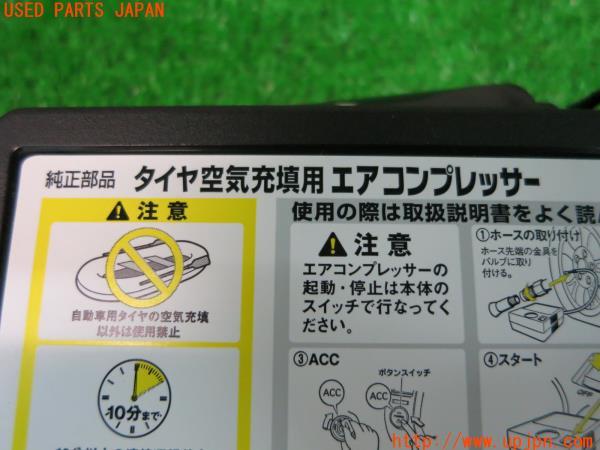 USED PARTS JAPAN
純正部品 タイヤ空気充填用エアコンプレッサー
注意
自動車用タイヤの空気充填
以外は使用禁止
10分まで
使用の際は取扱説明書をよく読
注意
エアコンプレッサーの
起動・停止は本体の
スイッチで行なってく
ださい。
①ホースの取り付け
ホース先端の金具を
バルブに取り
付ける。
③ACC
ボタンスイッチ
ACC
ACC
④スタート
http://www.upjpn.com/